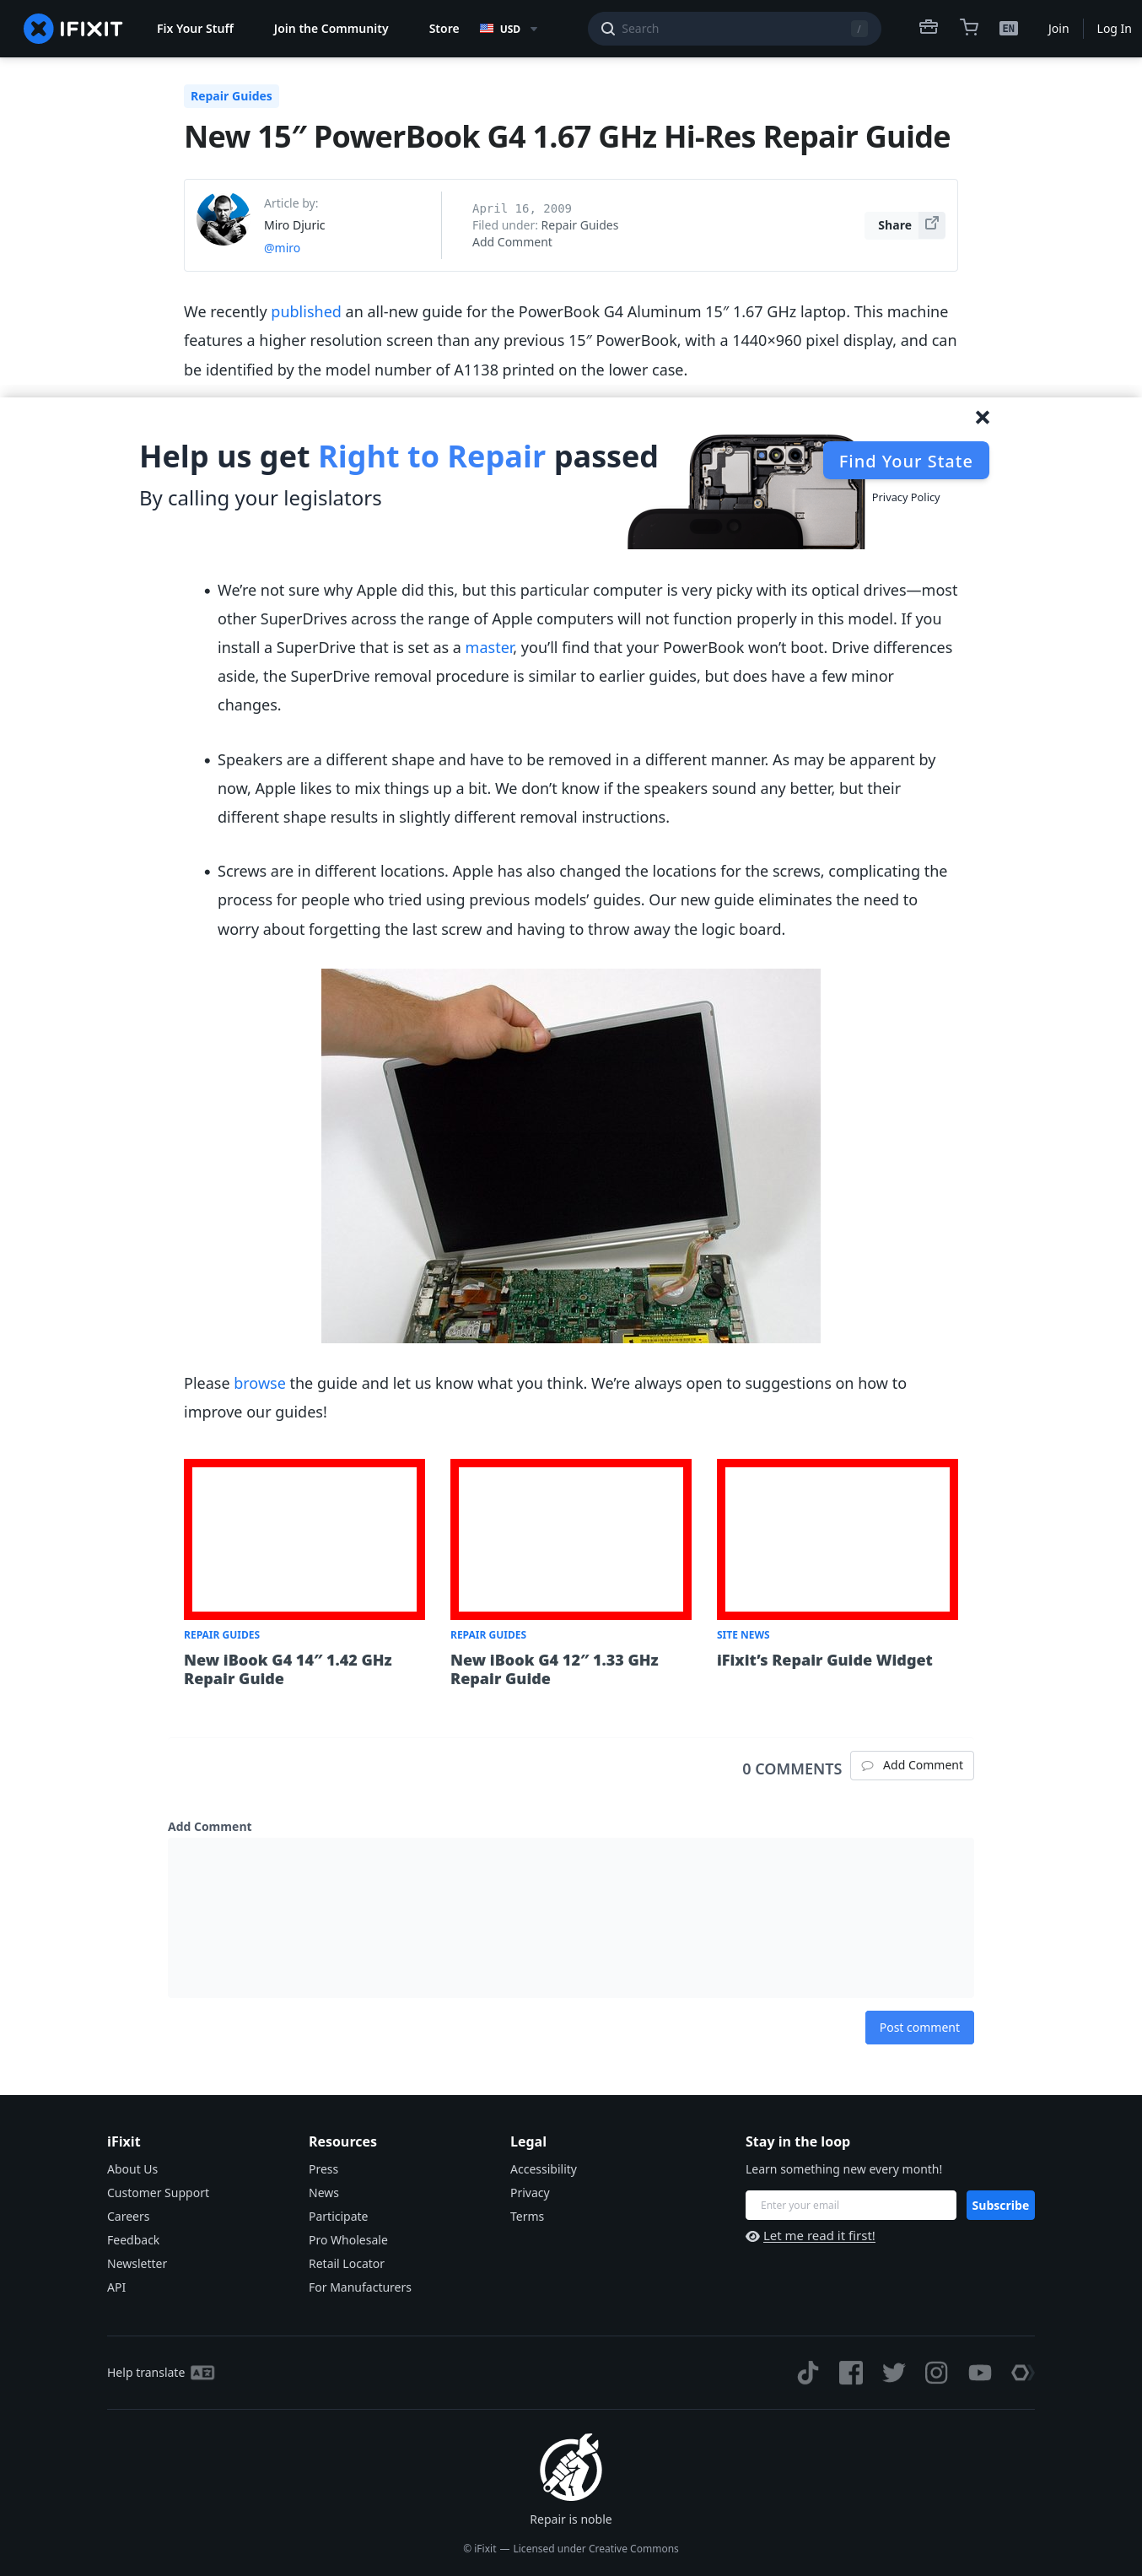 IFIXIT
Fix Your Stuff
Join the Community
Store
USD
Search
/
EN
Join
Log In
Repair Guides
New 15″ PowerBook G4 1.67 GHz Hi-Res Repair Guide
Article by:
Miro Djuric
@miro
April 16, 2009
Filed under: Repair Guides
Add Comment
Share
We recently published an all-new guide for the PowerBook G4 Aluminum 15″ 1.67 GHz laptop. This machine
features a higher resolution screen than any previous 15″ PowerBook, with a 1440×960 pixel display, and can
be identified by the model number of A1138 printed on the lower case.
Help us get Right to Repair passed
By calling your legislators
Find Your State
Privacy Policy
• We’re not sure why Apple did this, but this particular computer is very picky with its optical drives—most
other SuperDrives across the range of Apple computers will not function properly in this model. If you
install a SuperDrive that is set as a master, you’ll find that your PowerBook won’t boot. Drive differences
aside, the SuperDrive removal procedure is similar to earlier guides, but does have a few minor
changes.
• Speakers are a different shape and have to be removed in a different manner. As may be apparent by
now, Apple likes to mix things up a bit. We don’t know if the speakers sound any better, but their
different shape results in slightly different removal instructions.
• Screws are in different locations. Apple has also changed the locations for the screws, complicating the
process for people who tried using previous models’ guides. Our new guide eliminates the need to
worry about forgetting the last screw and having to throw away the logic board.
Please browse the guide and let us know what you think. We’re always open to suggestions on how to
improve our guides!
REPAIR GUIDES
New iBook G4 14″ 1.42 GHz
Repair Guide
REPAIR GUIDES
New iBook G4 12″ 1.33 GHz
Repair Guide
SITE NEWS
iFixit’s Repair Guide Widget
0 COMMENTS
Add Comment
Add Comment
Post comment
iFixit
About Us
Customer Support
Careers
Feedback
Newsletter
API
Resources
Press
News
Participate
Pro Wholesale
Retail Locator
For Manufacturers
Legal
Accessibility
Privacy
Terms
Stay in the loop
Learn something new every month!
Enter your email
Subscribe
Let me read it first!
Help translate
Repair is noble
© iFixit — Licensed under Creative Commons